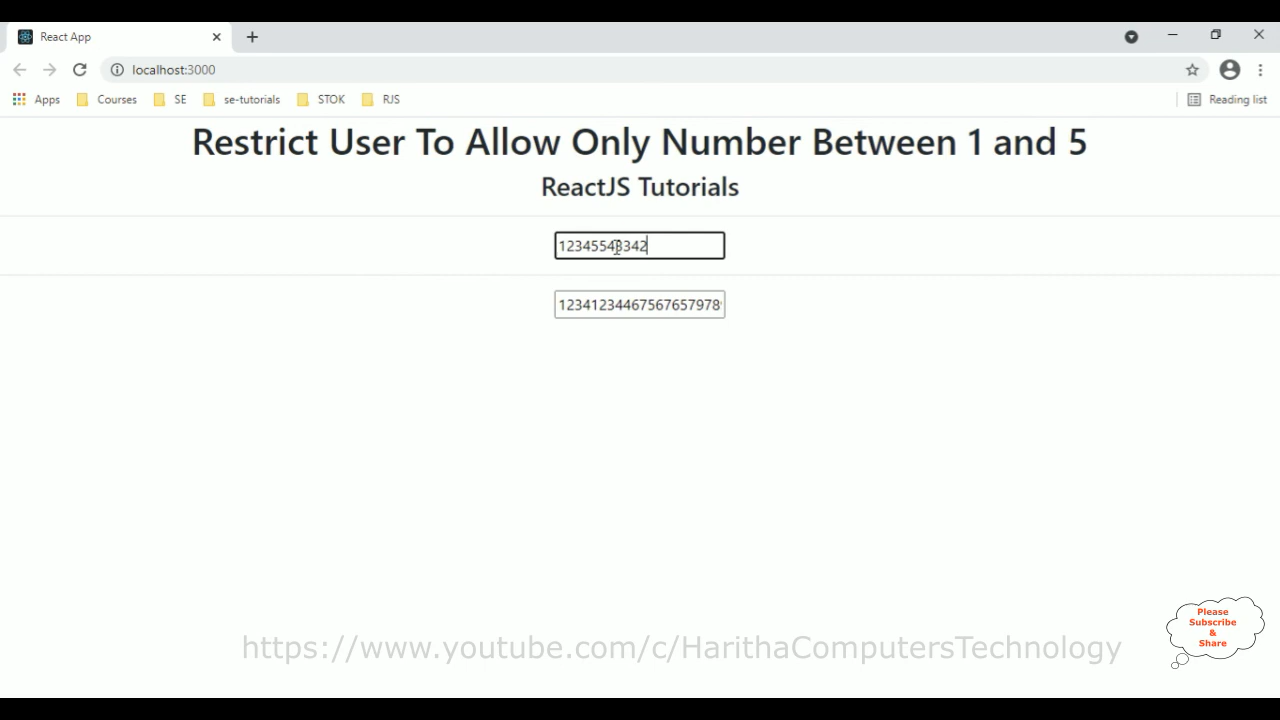 React App
localhost:3000
Apps Courses SE se-tutorials STOK RJS Reading list
Restrict User To Allow Only Number Between 1 and 5
ReactJS Tutorials
12345543342
12341234467567657978
https://www.youtube.com/c/HarithaComputersTechnology
Please
Subscribe
&
Share